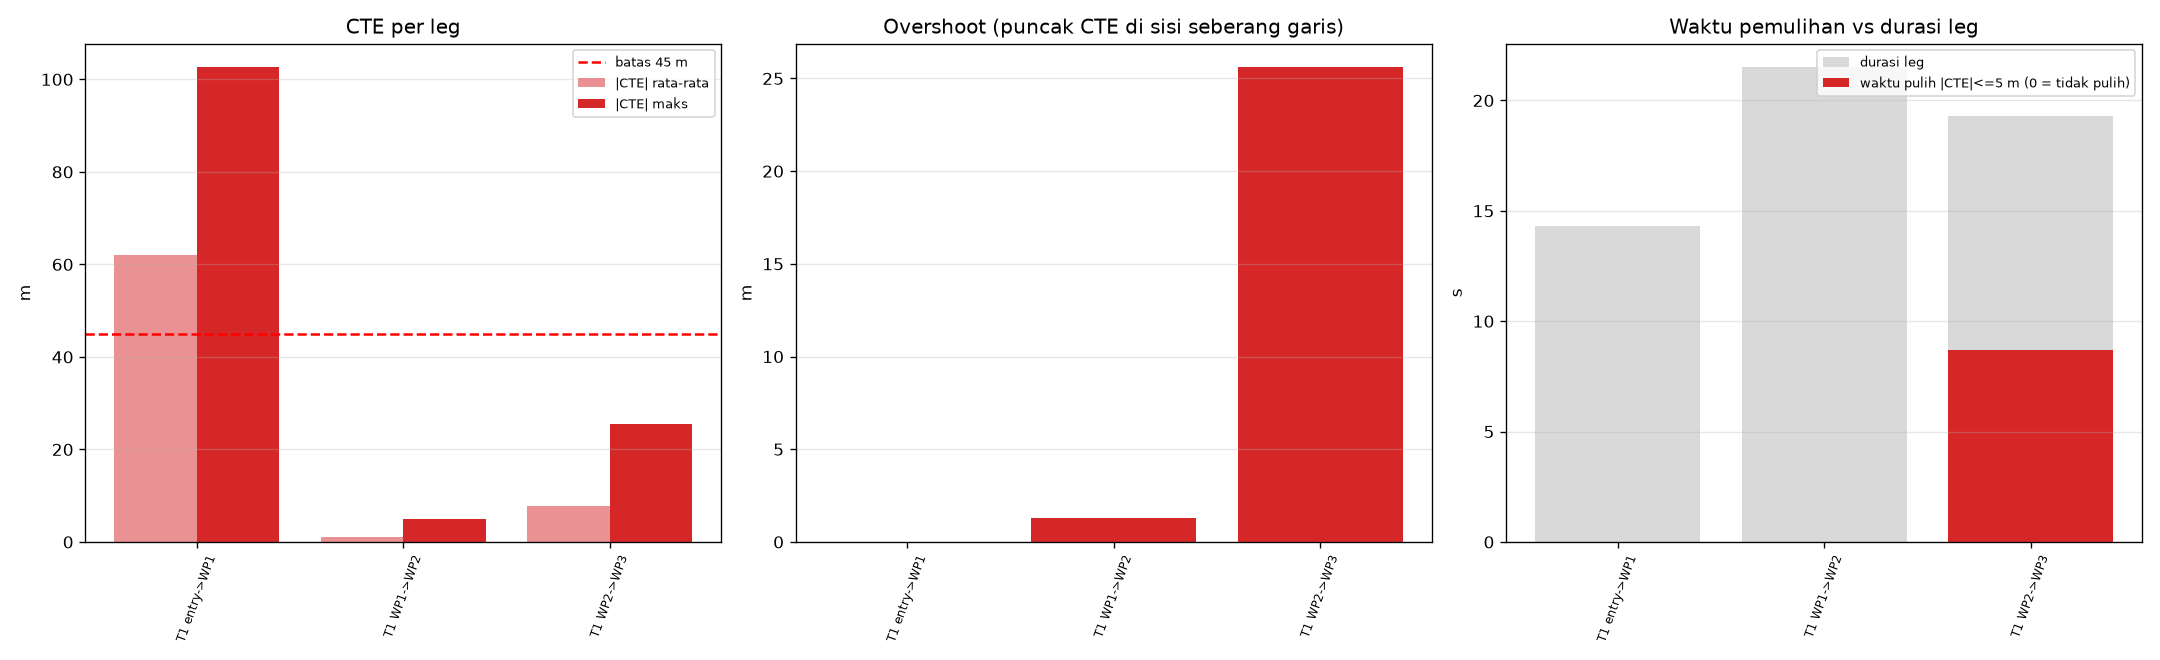 CTE per leg
m
100
80
60
40
20
0
batas 45 m
|CTE| rata-rata
|CTE| maks
T1 entry->WP1
T1 WP1->WP2
T1 WP2->WP3
Overshoot (puncak CTE di sisi seberang garis)
m
25
20
15
10
5
0
T1 entry->WP1
T1 WP1->WP2
T1 WP2->WP3
Waktu pemulihan vs durasi leg
s
20
15
10
5
0
durasi leg
waktu pulih |CTE|<=5 m (0 = tidak pulih)
T1 entry->WP1
T1 WP1->WP2
T1 WP2->WP3